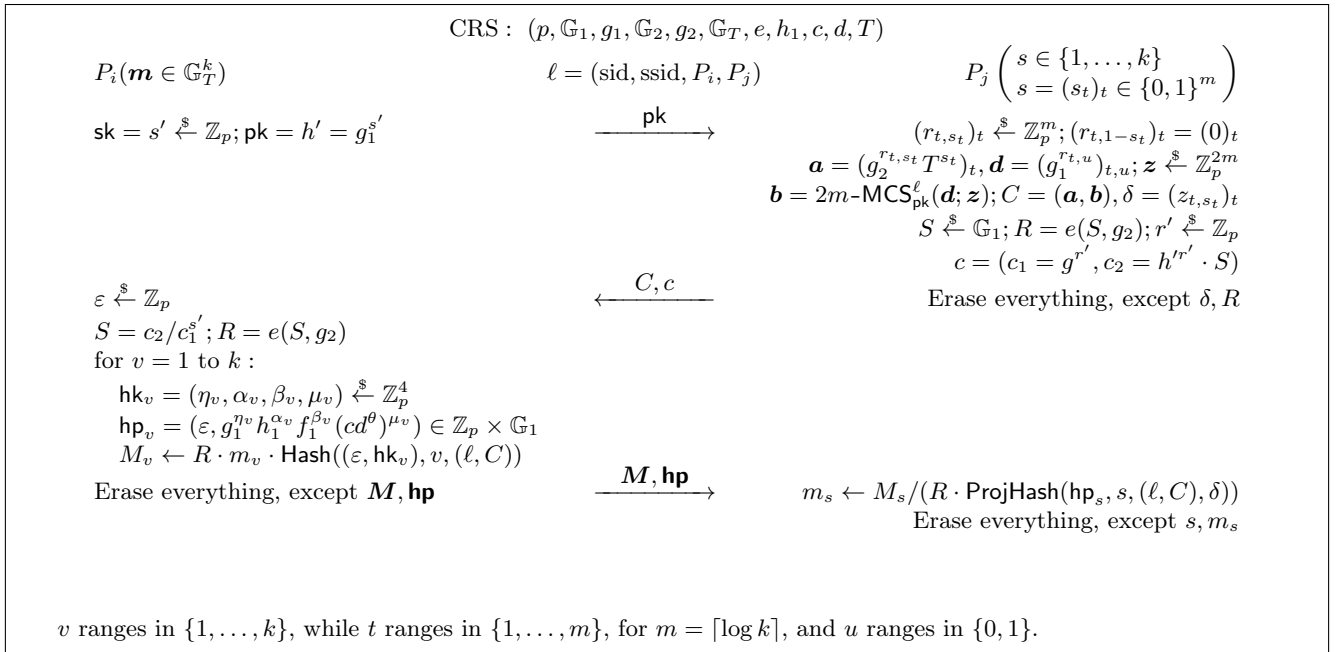 CRS : (p, 𝔾₁, g₁, 𝔾₂, g₂, 𝔾_T, e, h₁, c, d, T)
P_i(𝒎 ∈ 𝔾_T^k) ℓ = (sid, ssid, P_i, P_j) P_j ( s ∈ {1, . . . , k}
s = (s_t)_t ∈ {0, 1}^m )
sk = s′ ←$ ℤ_p; pk = h′ = g₁^{s′} pk → (r_{t,s_t})_t ←$ ℤ_p^m; (r_{t,1−s_t})_t = (0)_t
𝒂 = (g₂^{r_{t,s_t}} T^{s_t})_t, 𝒅 = (g₁^{r_{t,u}})_{t,u}; 𝒛 ←$ ℤ_p^{2m}
𝒃 = 2m-MCS^ℓ_{pk}(𝒅; 𝒛); C = (𝒂, 𝒃), δ = (z_{t,s_t})_t
S ←$ 𝔾₁; R = e(S, g₂); r′ ←$ ℤ_p
c = (c₁ = g^{r′}, c₂ = h′^{r′} · S)
ε ←$ ℤ_p ← C, c Erase everything, except δ, R
S = c₂/c₁^{s′}; R = e(S, g₂)
for v = 1 to k :
hk_v = (η_v, α_v, β_v, μ_v) ←$ ℤ_p^4
hp_v = (ε, g₁^{η_v} h₁^{α_v} f₁^{β_v} (cd^θ)^{μ_v}) ∈ ℤ_p × 𝔾₁
M_v ← R · m_v · Hash((ε, hk_v), v, (ℓ, C))
Erase everything, except 𝑴, hp 𝑴, hp → m_s ← M_s/(R · ProjHash(hp_s, s, (ℓ, C), δ))
Erase everything, except s, m_s
v ranges in {1, . . . , k}, while t ranges in {1, . . . , m}, for m = ⌈log k⌉, and u ranges in {0, 1}.